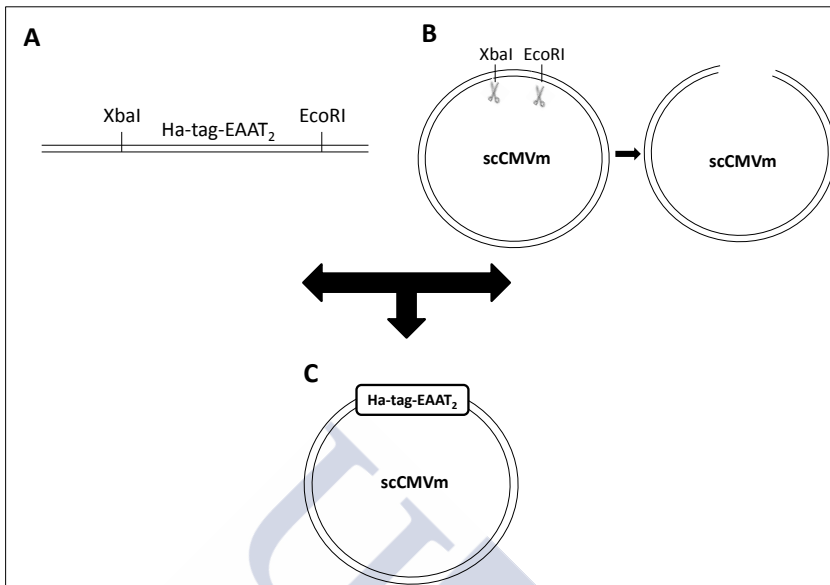 A
XbaI
Ha-tag-EAAT₂
EcoRI
B
XbaI EcoRI
scCMVm
scCMVm
C
Ha-tag-EAAT₂
scCMVm